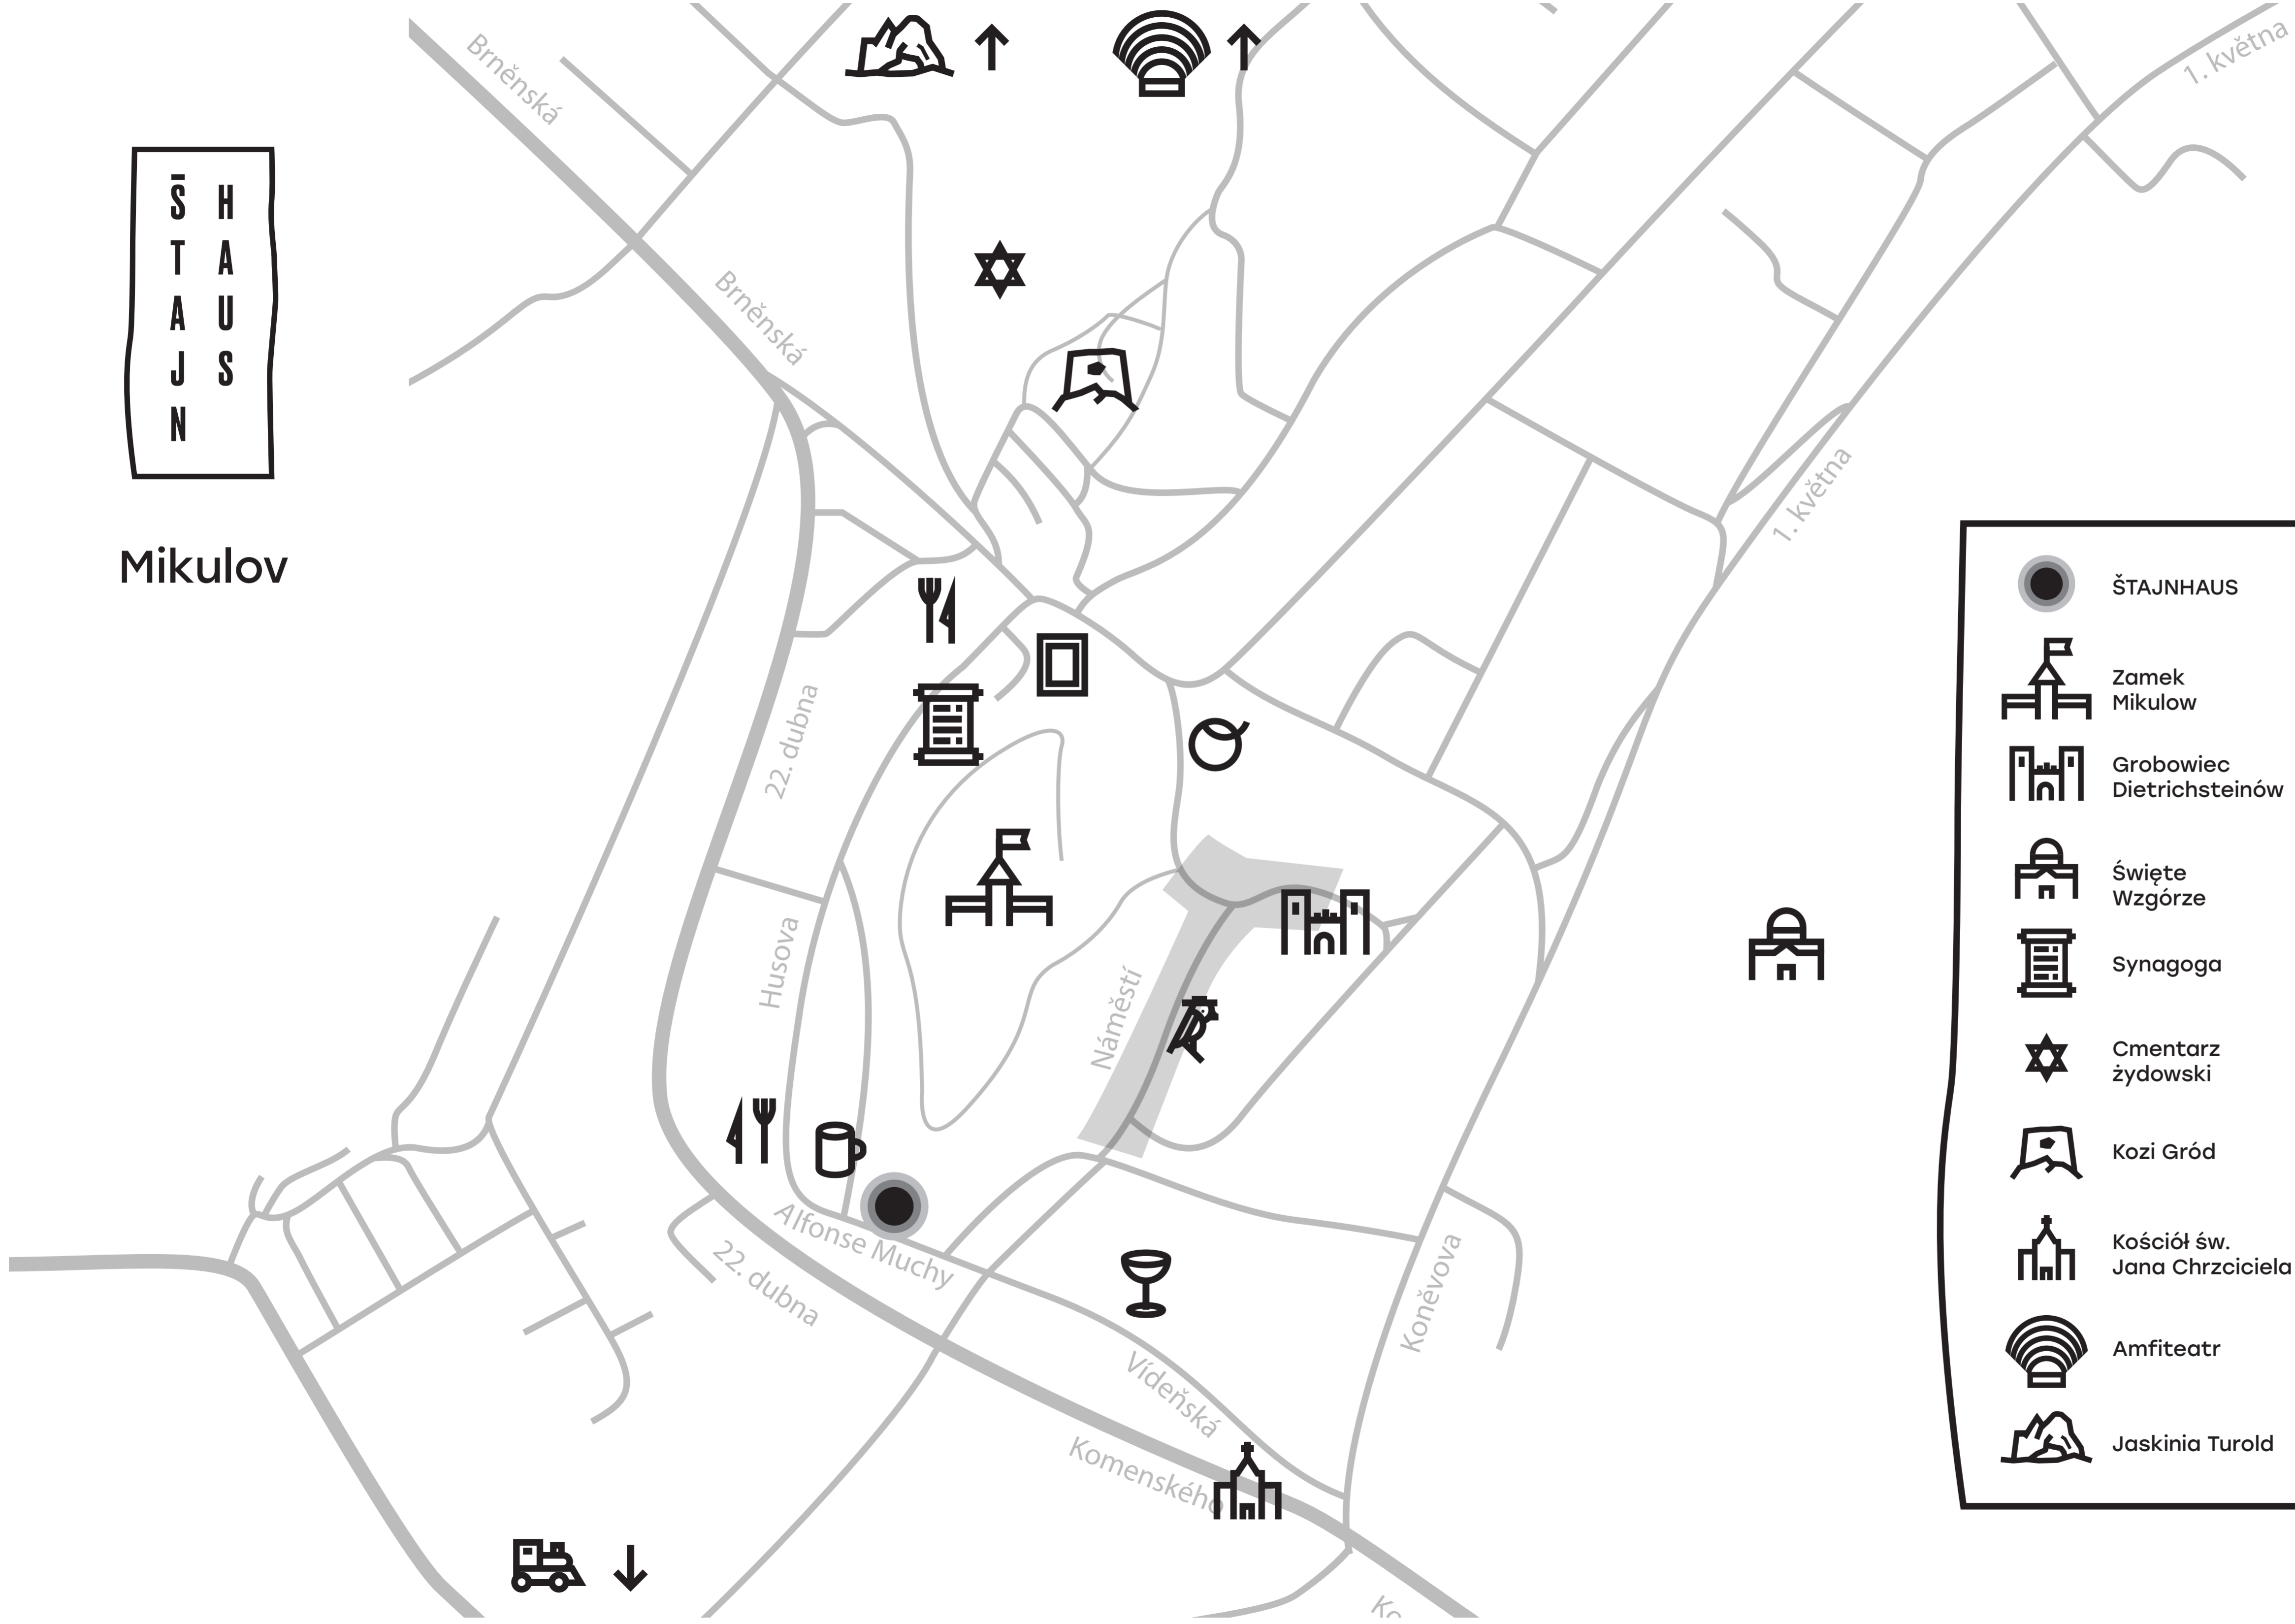 ŠTAJN
HAUS
Mikulov
Brněnská
1. května
Brněnská
1. května
22. dubna
Husova
Náměstí
Alfonse Muchy
22. dubna
Koněvova
Vídeňská
Komenského
Ko
ŠTAJNHAUS
Zamek
Mikulow
Grobowiec
Dietrichsteinów
Święte
Wzgórze
Synagoga
Cmentarz
żydowski
Kozi Gród
Kościół św.
Jana Chrzciciela
Amfiteatr
Jaskinia Turold